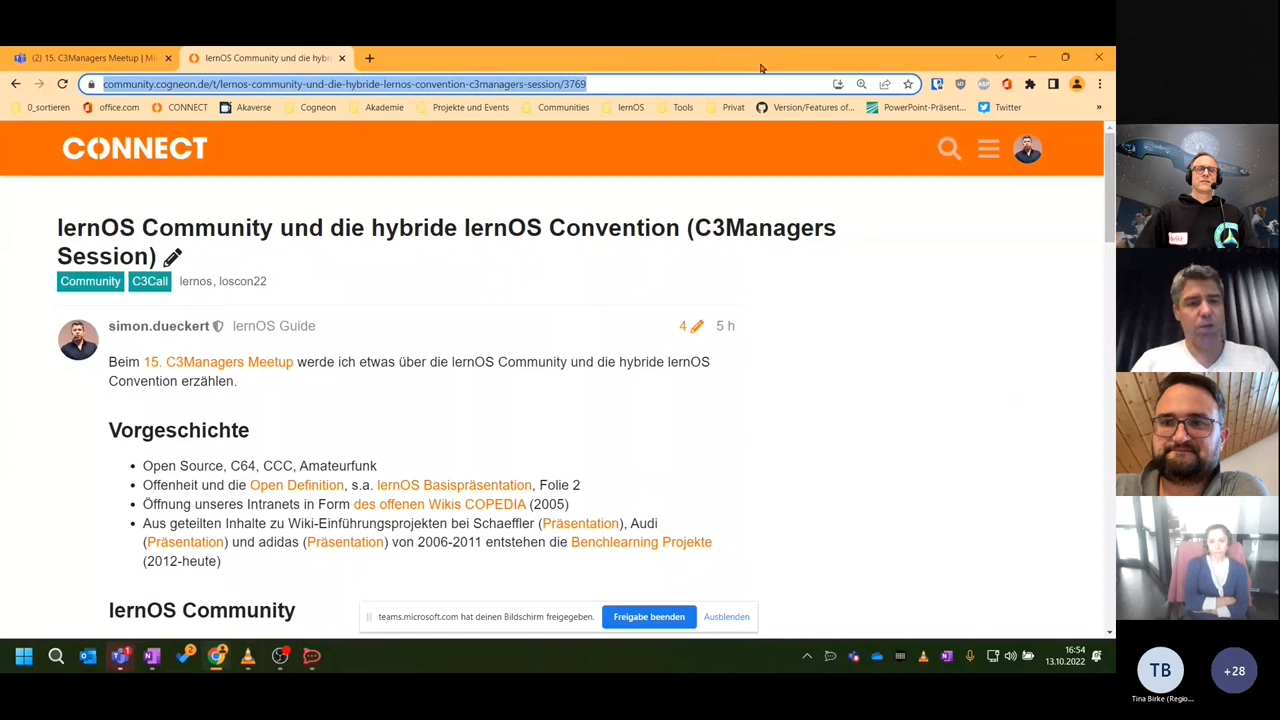 (2) 15. C3Managers Meetup | Mi
lernOS Community und die hybri
community.cogneon.de/t/lernos-community-und-die-hybride-lernos-convention-c3managers-session/3769
0_sortieren
office.com
CONNECT
Akaverse
Cogneon
Akademie
Projekte und Events
Communities
lernOS
Tools
Privat
Version/Features of...
PowerPoint-Präsent...
Twitter
»
CONNECT
lernOS Community und die hybride lernOS Convention (C3Managers
Session)
Community C3Call lernos, loscon22
simon.dueckert lernOS Guide 4 5 h
Beim 15. C3Managers Meetup werde ich etwas über die lernOS Community und die hybride lernOS
Convention erzählen.
Vorgeschichte
• Open Source, C64, CCC, Amateurfunk
• Offenheit und die Open Definition, s.a. lernOS Basispräsentation, Folie 2
• Öffnung unseres Intranets in Form des offenen Wikis COPEDIA (2005)
• Aus geteilten Inhalte zu Wiki-Einführungsprojekten bei Schaeffler (Präsentation), Audi
(Präsentation) und adidas (Präsentation) von 2006-2011 entstehen die Benchlearning Projekte
(2012-heute)
lernOS Community
teams.microsoft.com hat deinen Bildschirm freigegeben.
Freigabe beenden
Ausblenden
2
16:54
13.10.2022
TB
+28
Tina Birke (Regio...